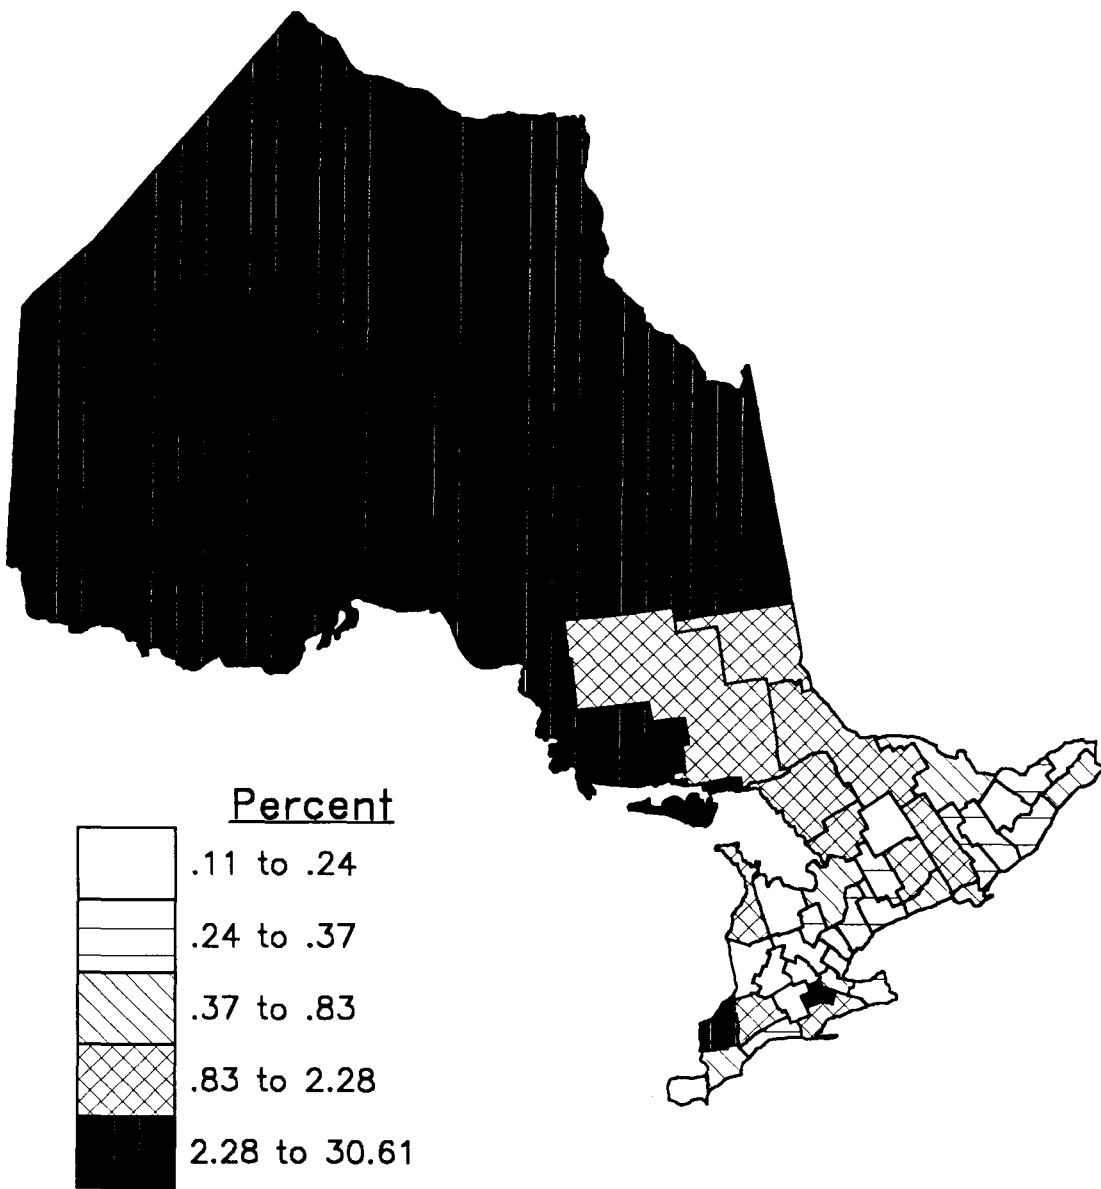 Percent
.11 to .24
.24 to .37
.37 to .83
.83 to 2.28
2.28 to 30.61